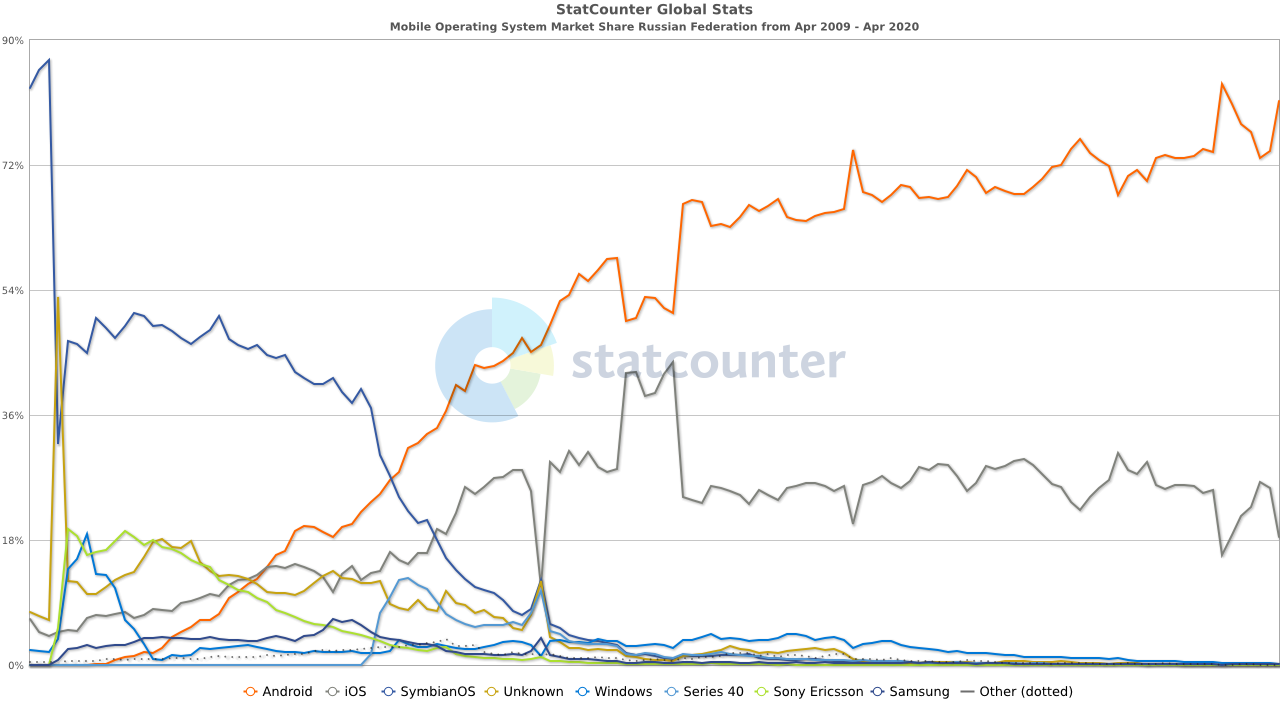 StatCounter Global Stats
Mobile Operating System Market Share Russian Federation from Apr 2009 - Apr 2020
90%
72%
54%
statcounter
36%
18%
0%
Android iOS SymbianOS Unknown Windows Series 40 Sony Ericsson Samsung Other (dotted)